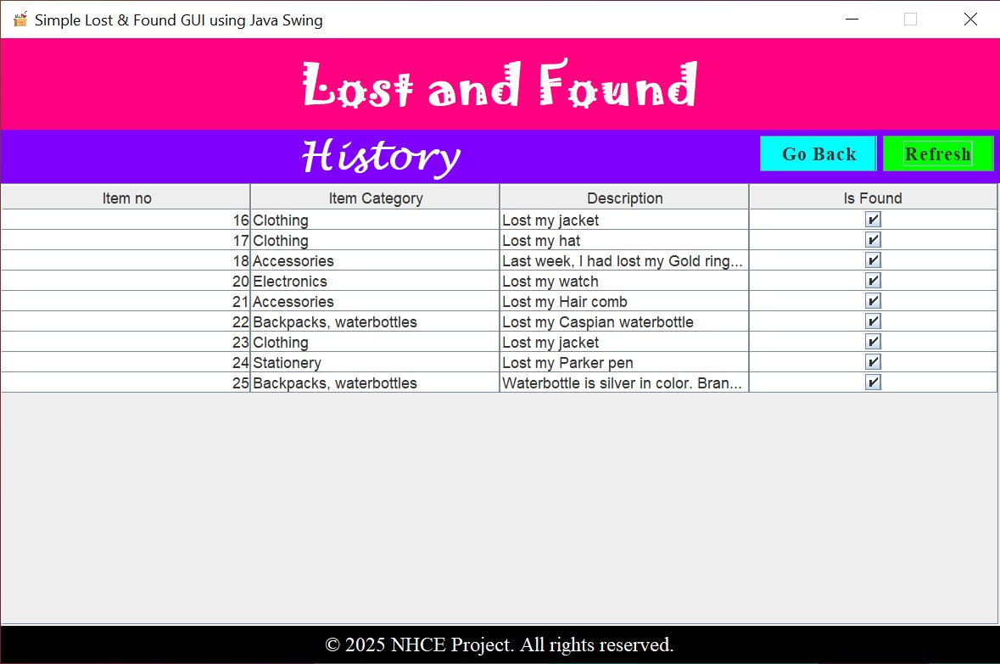 Simple Lost & Found GUI using Java Swing
Lost and Found
History Go Back Refresh
Item no Item Category Description Is Found
16 Clothing Lost my jacket
17 Clothing Lost my hat
18 Accessories Last week, I had lost my Gold ring...
20 Electronics Lost my watch
21 Accessories Lost my Hair comb
22 Backpacks, waterbottles Lost my Caspian waterbottle
23 Clothing Lost my jacket
24 Stationery Lost my Parker pen
25 Backpacks, waterbottles Waterbottle is silver in color. Bran...
© 2025 NHCE Project. All rights reserved.